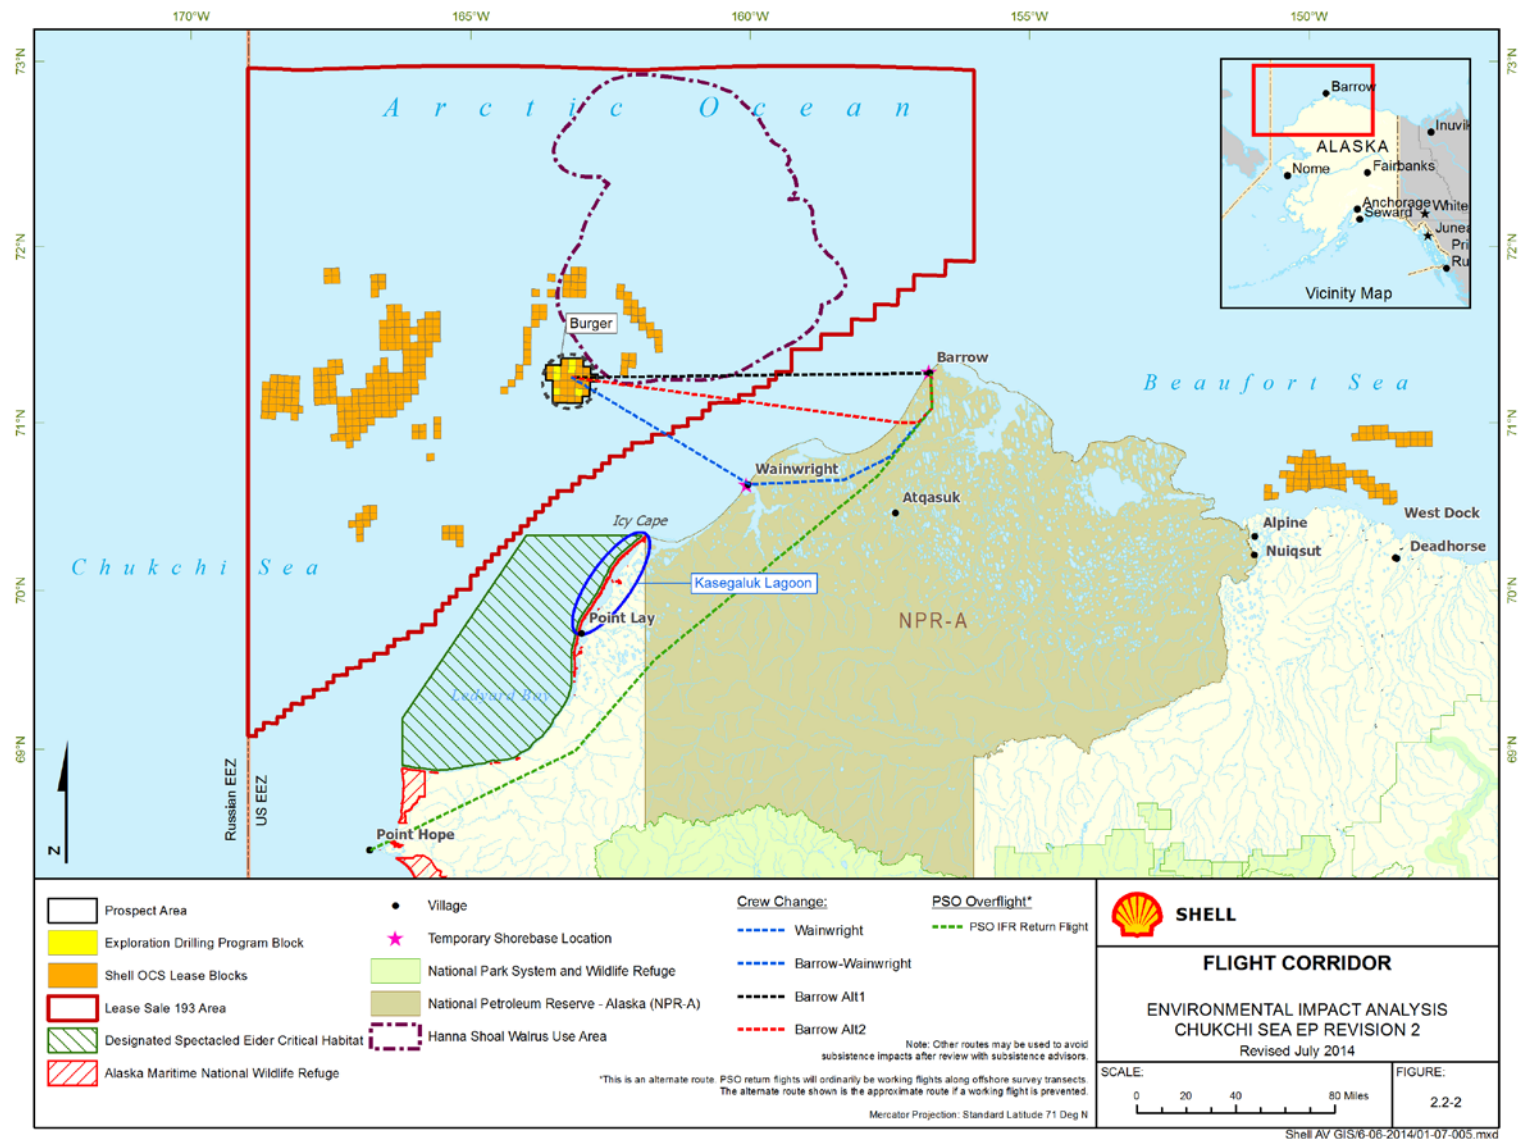 170°W 165°W 160°W 155°W 150°W
73°N 73°N
Arctic Ocean
Barrow
Inuvik
ALASKA
Nome
Fairbanks
Anchorage
Seward
White
Junea
Pri
Ru
Vicinity Map
72°N 72°N
Burger
Barrow
Beaufort Sea
71°N 71°N
Wainwright
Atqasuk
West Dock
Icy Cape
Alpine
Deadhorse
Nuiqsut
Chukchi Sea
Kasegaluk Lagoon
70°N 70°N
Point Lay
NPR-A
Ledyard Bay
69°N 69°N
Russian EEZ
US EEZ
Point Hope
N
Prospect Area
Exploration Drilling Program Block
Shell OCS Lease Blocks
Lease Sale 193 Area
Designated Spectacled Eider Critical Habitat
Alaska Maritime National Wildlife Refuge
Village
Temporary Shorebase Location
National Park System and Wildlife Refuge
National Petroleum Reserve - Alaska (NPR-A)
Hanna Shoal Walrus Use Area
Crew Change:
Wainwright
Barrow-Wainwright
Barrow Alt1
Barrow Alt2
PSO Overflight*
PSO IFR Return Flight
Note: Other routes may be used to avoid
subsistence impacts after review with subsistence advisors.
*This is an alternate route. PSO return flights will ordinarily be working flights along offshore survey transects.
The alternate route shown is the approximate route if a working flight is prevented.
Mercator Projection: Standard Latitude 71 Deg N
SHELL
FLIGHT CORRIDOR
ENVIRONMENTAL IMPACT ANALYSIS
CHUKCHI SEA EP REVISION 2
Revised July 2014
SCALE:
0 20 40 80 Miles
FIGURE:
2.2-2
Shell AV GIS/6-06-2014/01-07-005.mxd